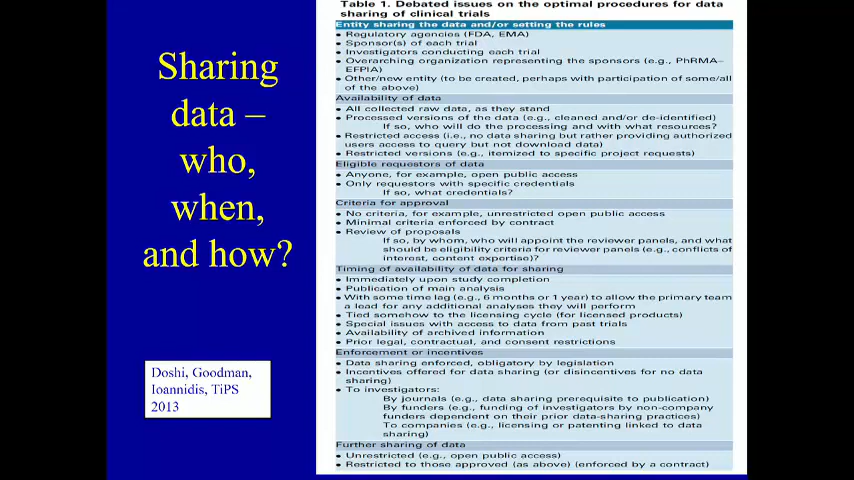 Sharing
data –
who,
when,
and how?
Doshi, Goodman,
Ioannidis, TiPS
2013
Table 1. Debated issues on the optimal procedures for data
sharing of clinical trials
Entity sharing the data and/or setting the rules
• Regulatory agencies (FDA, EMA)
• Sponsor(s) of each trial
• Investigators conducting each trial
• Overarching organization representing the sponsors (e.g., PhRMA–
EFPIA)
• Other/new entity (to be created, perhaps with participation of some/all
of the above)
Availability of data
• All collected raw data, as they stand
• Processed versions of the data (e.g., cleaned and/or de-identified)
If so, who will do the processing and with what resources?
• Restricted access (i.e., no data sharing but rather providing authorized
users access to query but not download data)
• Restricted versions (e.g., itemized to specific project requests)
Eligible requestors of data
• Anyone, for example, open public access
• Only requestors with specific credentials
If so, what credentials?
Criteria for approval
• No criteria, for example, unrestricted open public access
• Minimal criteria enforced by contract
• Review of proposals
If so, by whom, who will appoint the reviewer panels, and what
should be eligibility criteria for reviewer panels (e.g., conflicts of
interest, content expertise)?
Timing of availability of data for sharing
• Immediately upon study completion
• Publication of main analysis
• With some time lag (e.g., 6 months or 1 year) to allow the primary team
a lead for any additional analyses they will perform
• Tied somehow to the licensing cycle (for licensed products)
• Special issues with access to data from past trials
• Availability of archived information
• Prior legal, contractual, and consent restrictions
Enforcement or incentives
• Data sharing enforced, obligatory by legislation
• Incentives offered for data sharing (or disincentives for no data
sharing)
• To investigators:
By journals (e.g., data sharing prerequisite to publication)
By funders (e.g., funding of investigators by non-company
funders dependent on their prior data-sharing practices)
To companies (e.g., licensing or patenting linked to data
sharing)
Further sharing of data
• Unrestricted (e.g., open public access)
• Restricted to those approved (as above) (enforced by a contract)